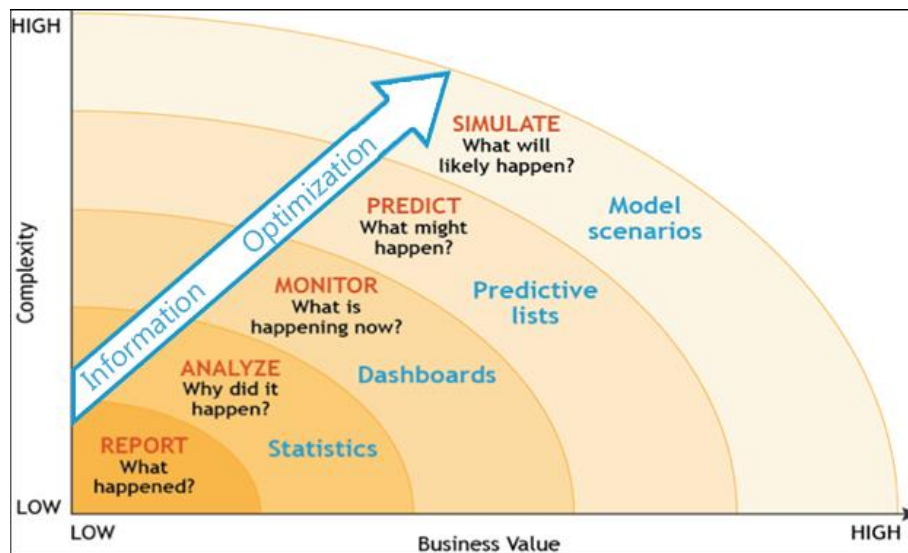 HIGH
SIMULATE
What will
likely happen?
Model
scenarios
PREDICT
What might
happen?
Predictive
lists
MONITOR
What is
happening now?
Dashboards
ANALYZE
Why did it
happen?
Statistics
REPORT
What
happened?
Information Optimization
Complexity
LOW
LOW
Business Value
HIGH